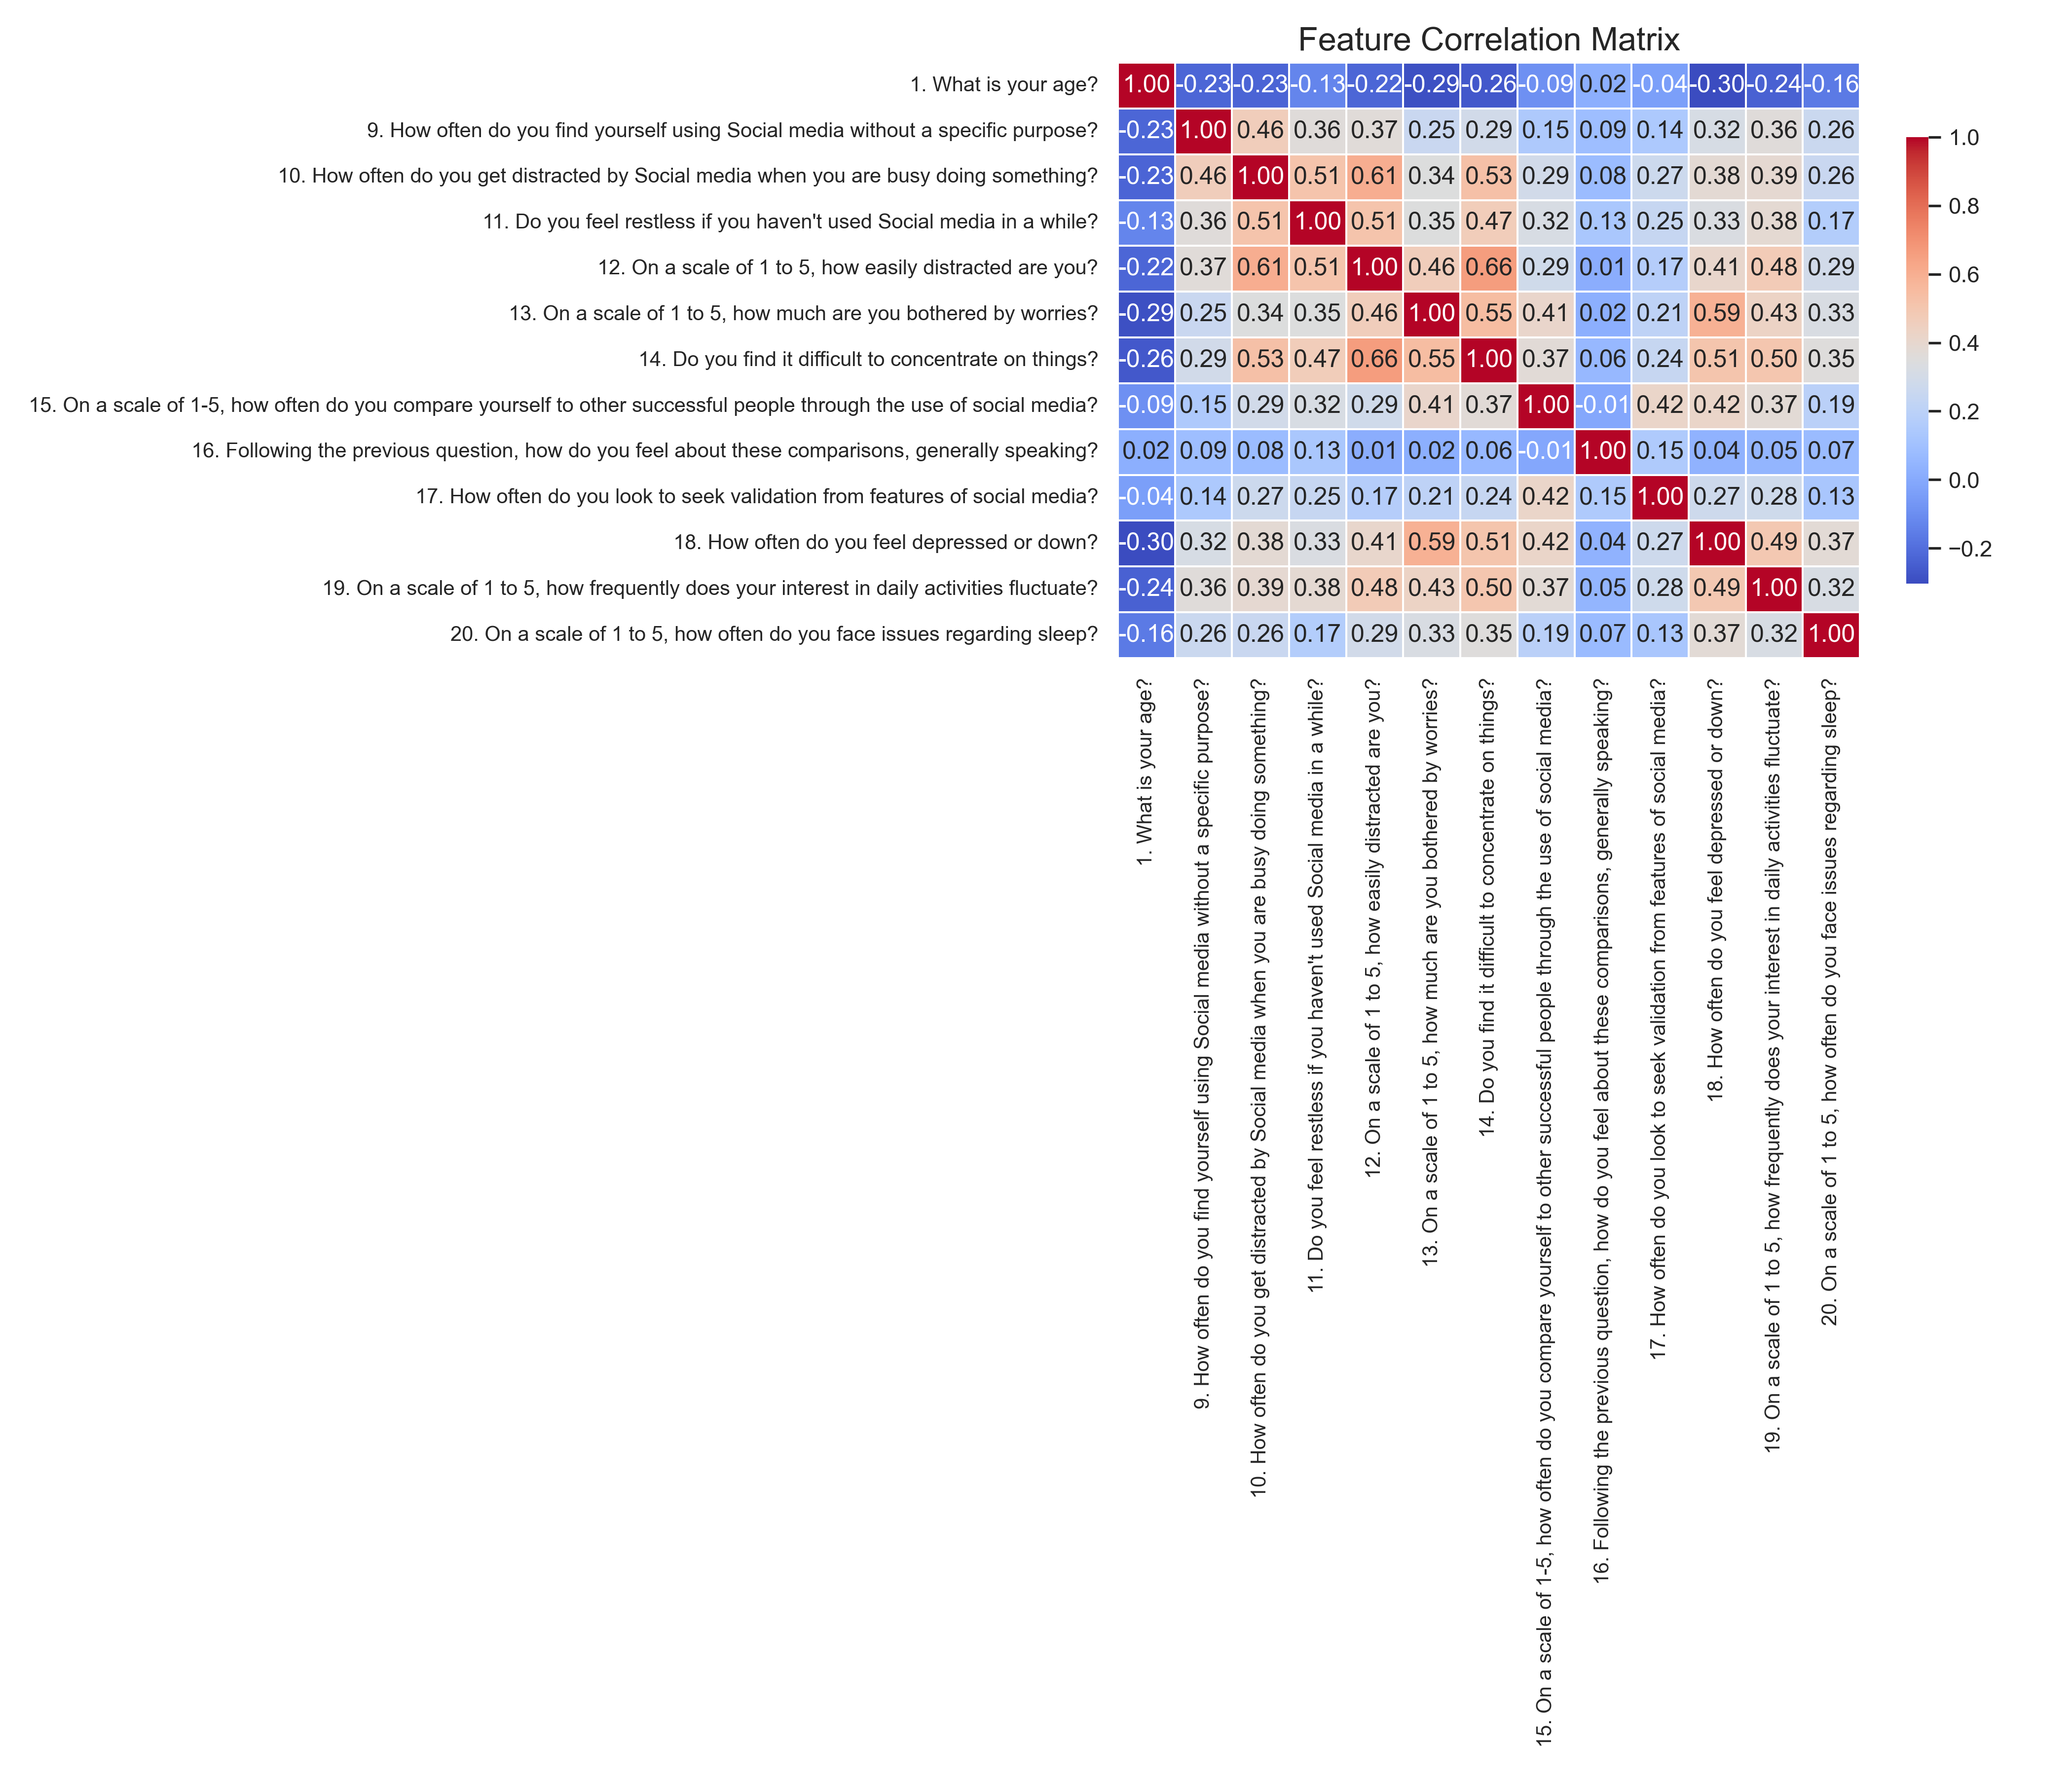 Feature Correlation Matrix
1. What is your age?
1.00 -0.23 -0.23 -0.13 -0.22 -0.29 -0.26 -0.09 0.02 -0.04 -0.30 -0.24 -0.16
9. How often do you find yourself using Social media without a specific purpose?
-0.23 1.00 0.46 0.36 0.37 0.25 0.29 0.15 0.09 0.14 0.32 0.36 0.26
10. How often do you get distracted by Social media when you are busy doing something?
-0.23 0.46 1.00 0.51 0.61 0.34 0.53 0.29 0.08 0.27 0.38 0.39 0.26
11. Do you feel restless if you haven't used Social media in a while?
-0.13 0.36 0.51 1.00 0.51 0.35 0.47 0.32 0.13 0.25 0.33 0.38 0.17
12. On a scale of 1 to 5, how easily distracted are you?
-0.22 0.37 0.61 0.51 1.00 0.46 0.66 0.29 0.01 0.17 0.41 0.48 0.29
13. On a scale of 1 to 5, how much are you bothered by worries?
-0.29 0.25 0.34 0.35 0.46 1.00 0.55 0.41 0.02 0.21 0.59 0.43 0.33
14. Do you find it difficult to concentrate on things?
-0.26 0.29 0.53 0.47 0.66 0.55 1.00 0.37 0.06 0.24 0.51 0.50 0.35
15. On a scale of 1-5, how often do you compare yourself to other successful people through the use of social media?
-0.09 0.15 0.29 0.32 0.29 0.41 0.37 1.00 -0.01 0.42 0.42 0.37 0.19
16. Following the previous question, how do you feel about these comparisons, generally speaking?
0.02 0.09 0.08 0.13 0.01 0.02 0.06 -0.01 1.00 0.15 0.04 0.05 0.07
17. How often do you look to seek validation from features of social media?
-0.04 0.14 0.27 0.25 0.17 0.21 0.24 0.42 0.15 1.00 0.27 0.28 0.13
18. How often do you feel depressed or down?
-0.30 0.32 0.38 0.33 0.41 0.59 0.51 0.42 0.04 0.27 1.00 0.49 0.37
19. On a scale of 1 to 5, how frequently does your interest in daily activities fluctuate?
-0.24 0.36 0.39 0.38 0.48 0.43 0.50 0.37 0.05 0.28 0.49 1.00 0.32
20. On a scale of 1 to 5, how often do you face issues regarding sleep?
-0.16 0.26 0.26 0.17 0.29 0.33 0.35 0.19 0.07 0.13 0.37 0.32 1.00
1. What is your age?
9. How often do you find yourself using Social media without a specific purpose?
10. How often do you get distracted by Social media when you are busy doing something?
11. Do you feel restless if you haven't used Social media in a while?
12. On a scale of 1 to 5, how easily distracted are you?
13. On a scale of 1 to 5, how much are you bothered by worries?
14. Do you find it difficult to concentrate on things?
15. On a scale of 1-5, how often do you compare yourself to other successful people through the use of social media?
16. Following the previous question, how do you feel about these comparisons, generally speaking?
17. How often do you look to seek validation from features of social media?
18. How often do you feel depressed or down?
19. On a scale of 1 to 5, how frequently does your interest in daily activities fluctuate?
20. On a scale of 1 to 5, how often do you face issues regarding sleep?
1.0
0.8
0.6
0.4
0.2
0.0
−0.2